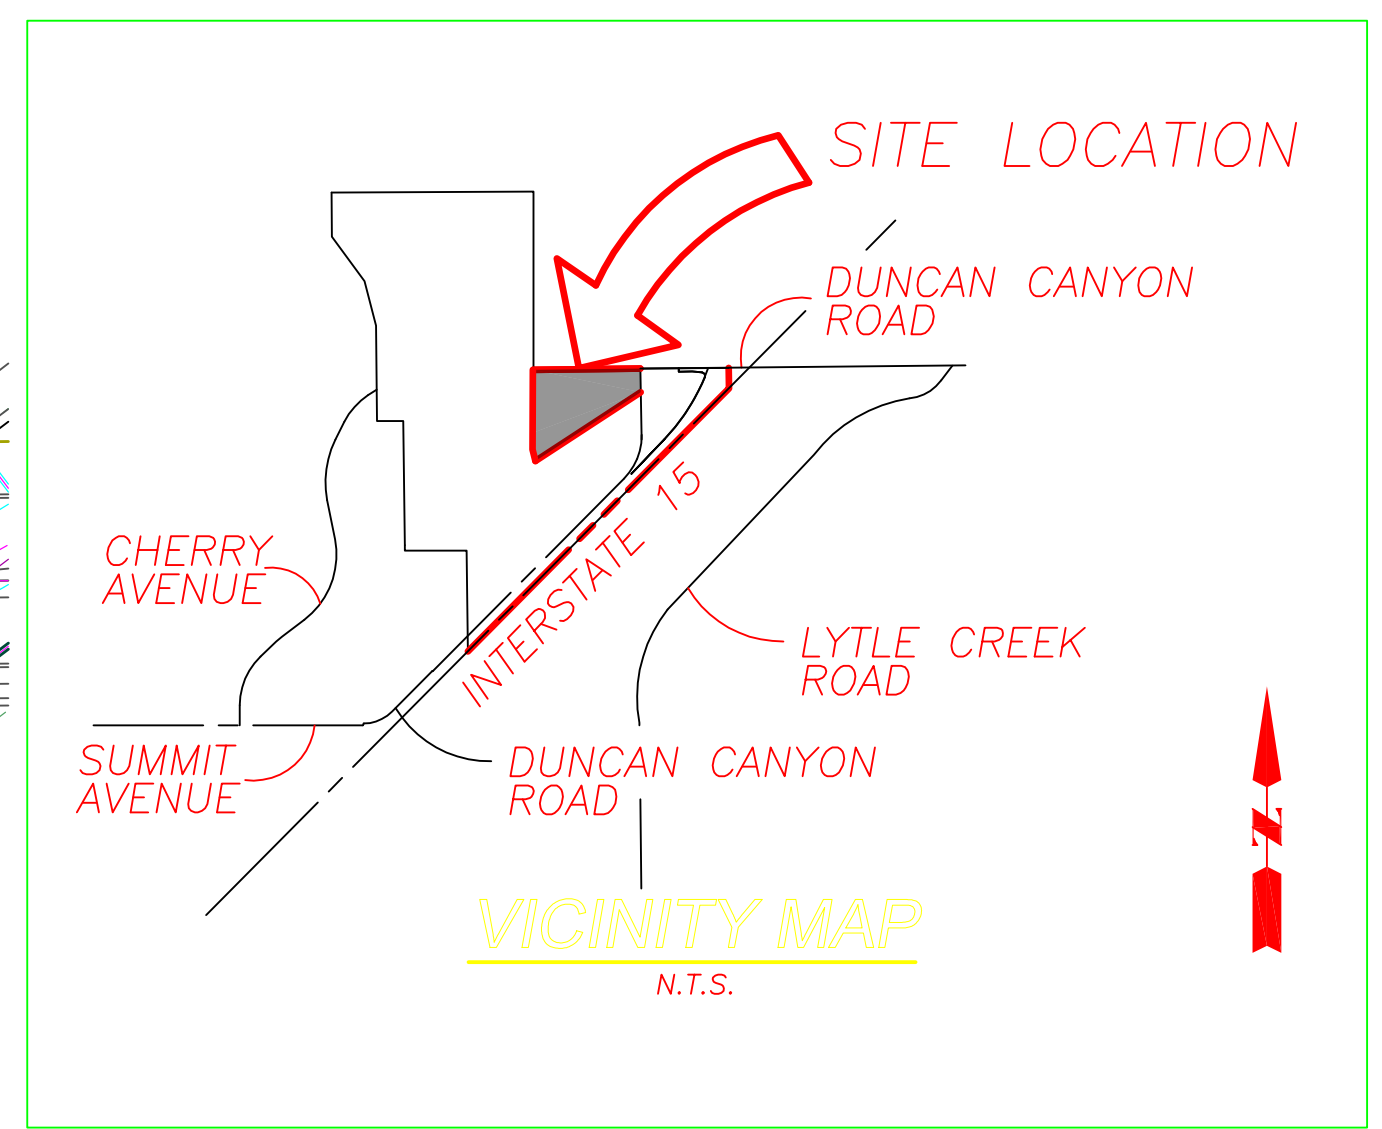 SITE LOCATION
DUNCAN CANYON
ROAD
INTERSTATE 15
CHERRY
AVENUE
LYTLE CREEK
ROAD
SUMMIT
AVENUE
DUNCAN CANYON
ROAD
N
VICINITY MAP
N.T.S.